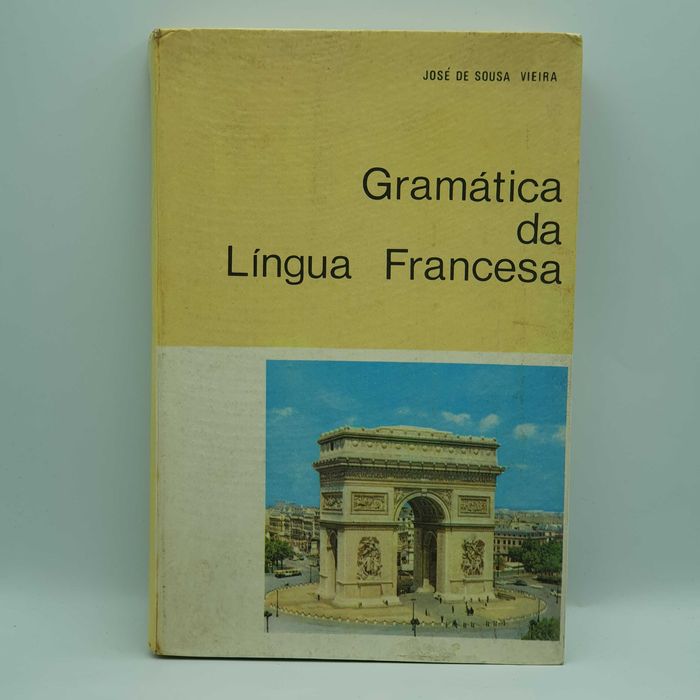 JOSÉ DE SOUSA VIEIRA
Gramática
da
Língua Francesa